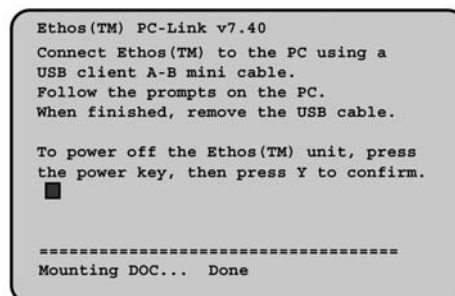 Ethos(TM) PC-Link v7.40
Connect Ethos(TM) to the PC using a
USB client A-B mini cable.
Follow the prompts on the PC.
When finished, remove the USB cable.
To power off the Ethos(TM) unit, press
the power key, then press Y to confirm.
====================================
Mounting DOC... Done